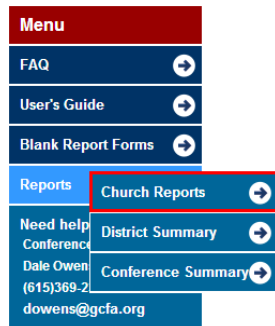 Menu
FAQ
User's Guide
Blank Report Forms
Reports
Church Reports
District Summary
Conference Summary
Need help
Conference
Dale Owen
(615)369-2
dowens@gcfa.org